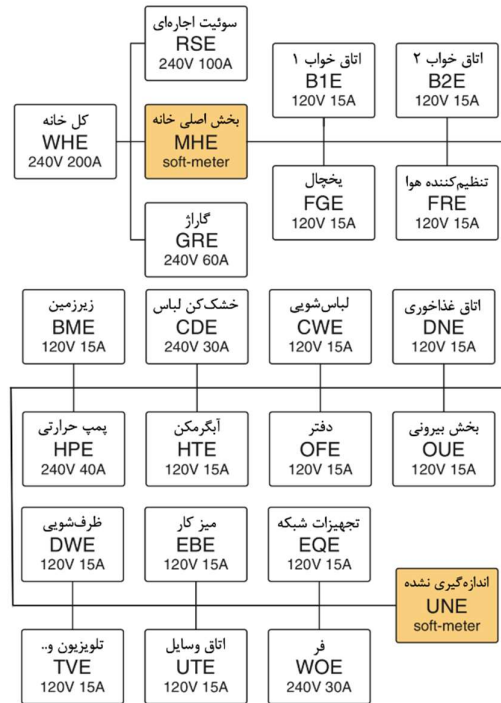 سوئیت اجاره‌ای
RSE
240V 100A
اتاق خواب ۱
B1E
120V 15A
اتاق خواب ۲
B2E
120V 15A
کل خانه
WHE
240V 200A
بخش اصلی خانه
MHE
soft-meter
یخچال
FGE
120V 15A
تنظیم‌کننده هوا
FRE
120V 15A
گاراژ
GRE
240V 60A
زیرزمین
BME
120V 15A
خشک‌کن لباس
CDE
240V 30A
لباس‌شویی
CWE
120V 15A
اتاق غذاخوری
DNE
120V 15A
پمپ حرارتی
HPE
240V 40A
آبگرمکن
HTE
120V 15A
دفتر
OFE
120V 15A
بخش بیرونی
OUE
120V 15A
ظرف‌شویی
DWE
120V 15A
میز کار
EBE
120V 15A
تجهیزات شبکه
EQE
120V 15A
اندازه‌گیری نشده
UNE
soft-meter
تلویزیون و..
TVE
120V 15A
اتاق وسایل
UTE
120V 15A
فر
WOE
240V 30A